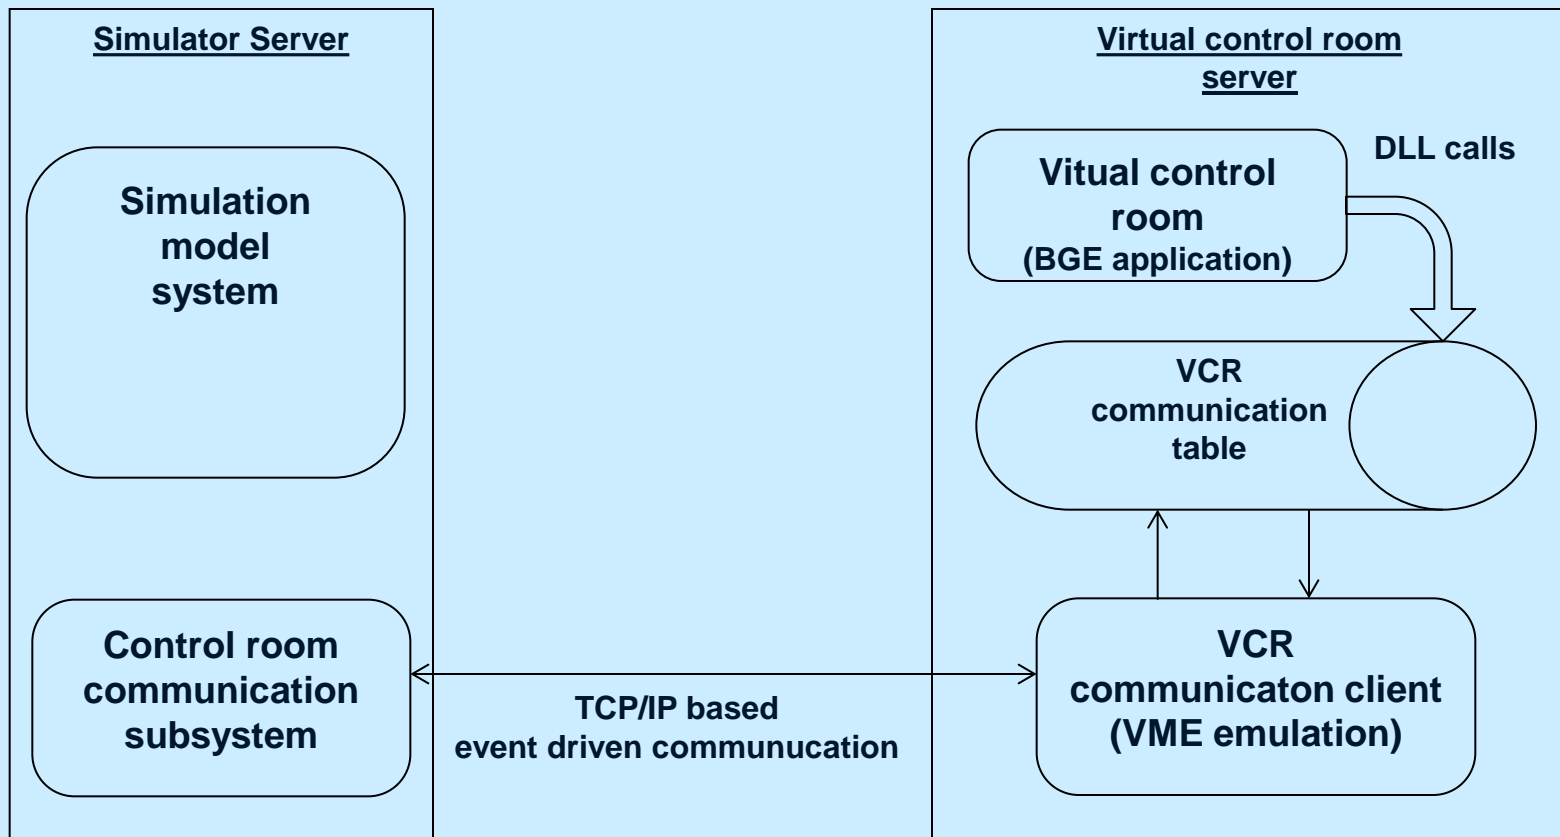 Simulator Server
Simulation
model
system
Control room
communication
subsystem
TCP/IP based
event driven communucation
Virtual control room
server
Vitual control
room
(BGE application)
DLL calls
VCR
communication
table
VCR
communicaton client
(VME emulation)